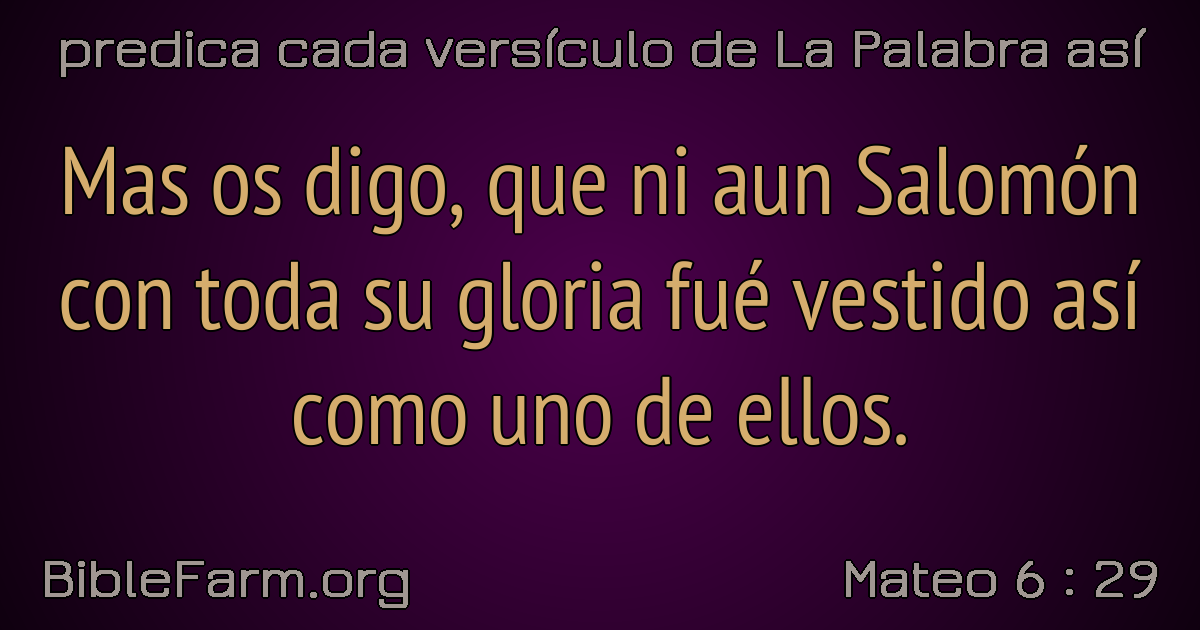 predica cada versículo de La Palabra así
Mas os digo, que ni aun Salomón
con toda su gloria fué vestido así
como uno de ellos.
BibleFarm.org
Mateo 6 : 29